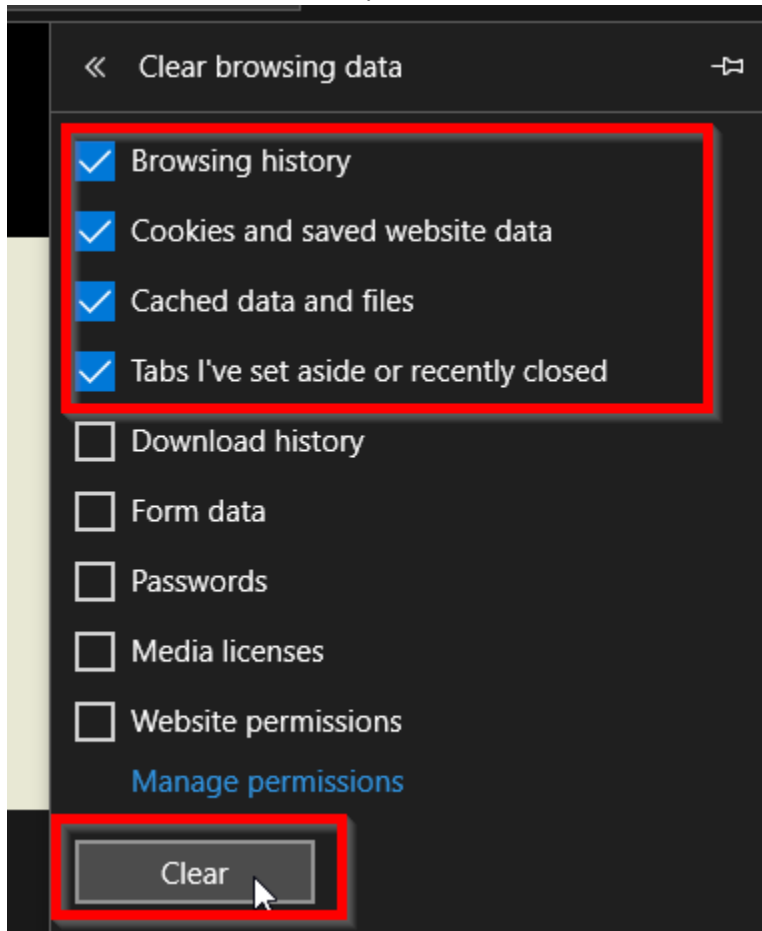 Clear browsing data
Browsing history
Cookies and saved website data
Cached data and files
Tabs I've set aside or recently closed
Download history
Form data
Passwords
Media licenses
Website permissions
Manage permissions
Clear